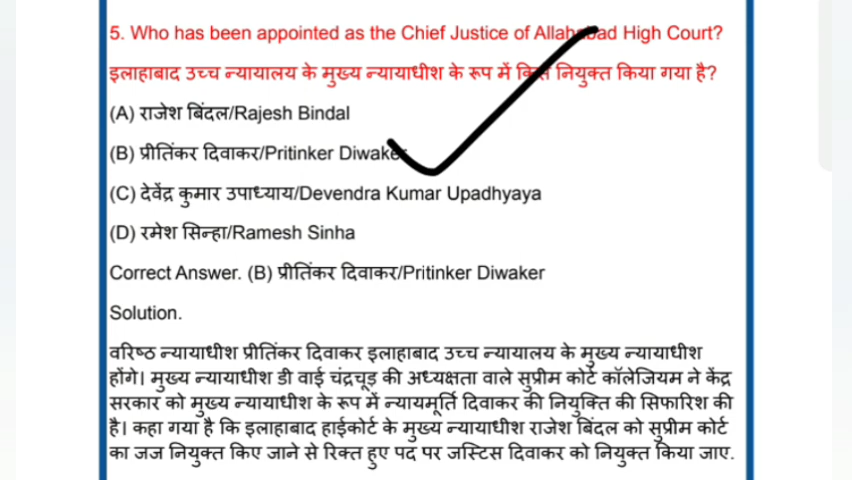 5. Who has been appointed as the Chief Justice of Allahabad High Court?
इलाहाबाद उच्च न्यायालय के मुख्य न्यायाधीश के रूप में किसे नियुक्त किया गया है?
(A) राजेश बिंदल/Rajesh Bindal
(B) प्रीतिंकर दिवाकर/Pritinker Diwaker
(C) देवेंद्र कुमार उपाध्याय/Devendra Kumar Upadhyaya
(D) रमेश सिन्हा/Ramesh Sinha
Correct Answer. (B) प्रीतिंकर दिवाकर/Pritinker Diwaker
Solution.
वरिष्ठ न्यायाधीश प्रीतिंकर दिवाकर इलाहाबाद उच्च न्यायालय के मुख्य न्यायाधीश
होंगे। मुख्य न्यायाधीश डी वाई चंद्रचूड़ की अध्यक्षता वाले सुप्रीम कोर्ट कॉलेजियम ने केंद्र
सरकार को मुख्य न्यायाधीश के रूप में न्यायमूर्ति दिवाकर की नियुक्ति की सिफारिश की
है। कहा गया है कि इलाहाबाद हाईकोर्ट के मुख्य न्यायाधीश राजेश बिंदल को सुप्रीम कोर्ट
का जज नियुक्त किए जाने से रिक्त हुए पद पर जस्टिस दिवाकर को नियुक्त किया जाए.